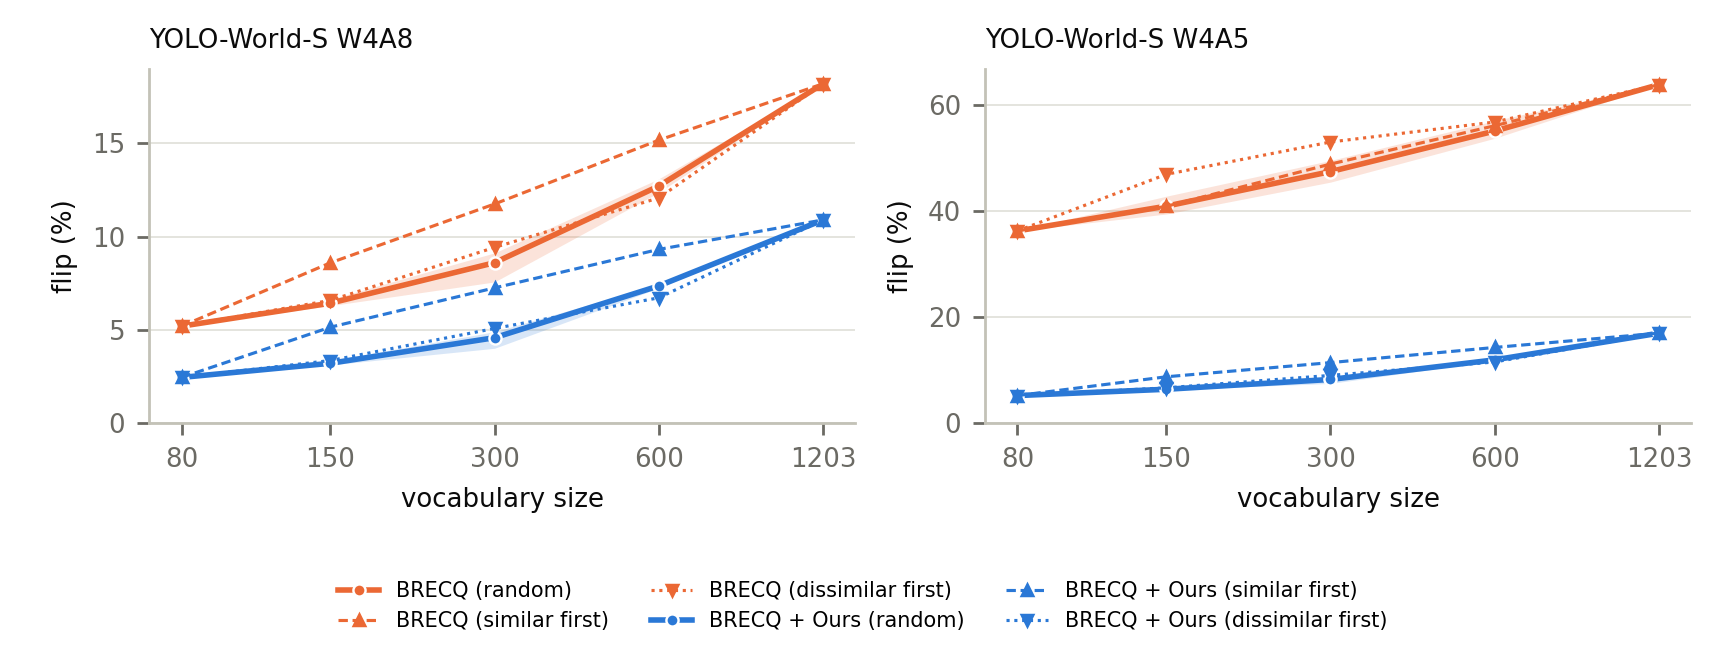 YOLO-World-S W4A8
flip (%)
15
10
5
0
80 150 300 600 1203
vocabulary size
YOLO-World-S W4A5
flip (%)
60
40
20
0
80 150 300 600 1203
vocabulary size
BRECQ (random)
BRECQ (similar first)
BRECQ (dissimilar first)
BRECQ + Ours (random)
BRECQ + Ours (similar first)
BRECQ + Ours (dissimilar first)